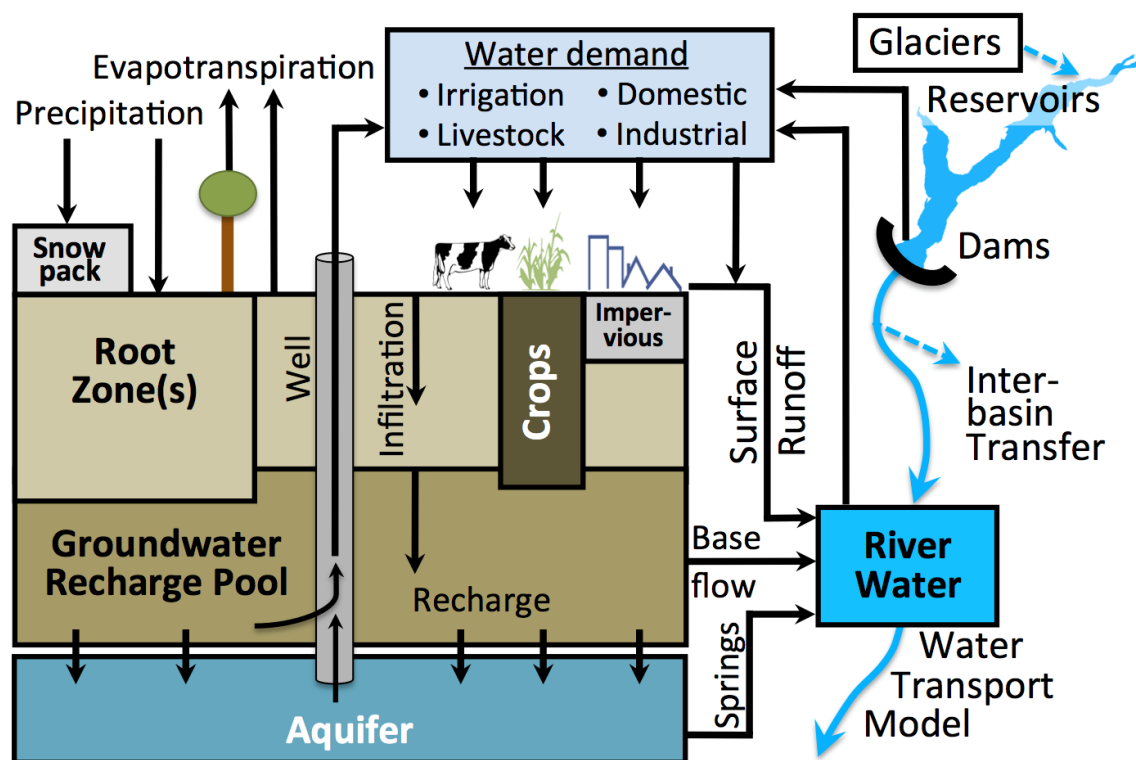 Water demand
• Irrigation • Domestic
• Livestock • Industrial
Glaciers
Reservoirs
Evapotranspiration
Precipitation
Snow
pack
Dams
Root
Zone(s)
Well
Infiltration
Crops
Imper-
vious
Surface
Runoff
Inter-
basin
Transfer
Groundwater
Recharge Pool
Recharge
Base
flow
River
Water
Springs
Water
Transport
Model
Aquifer